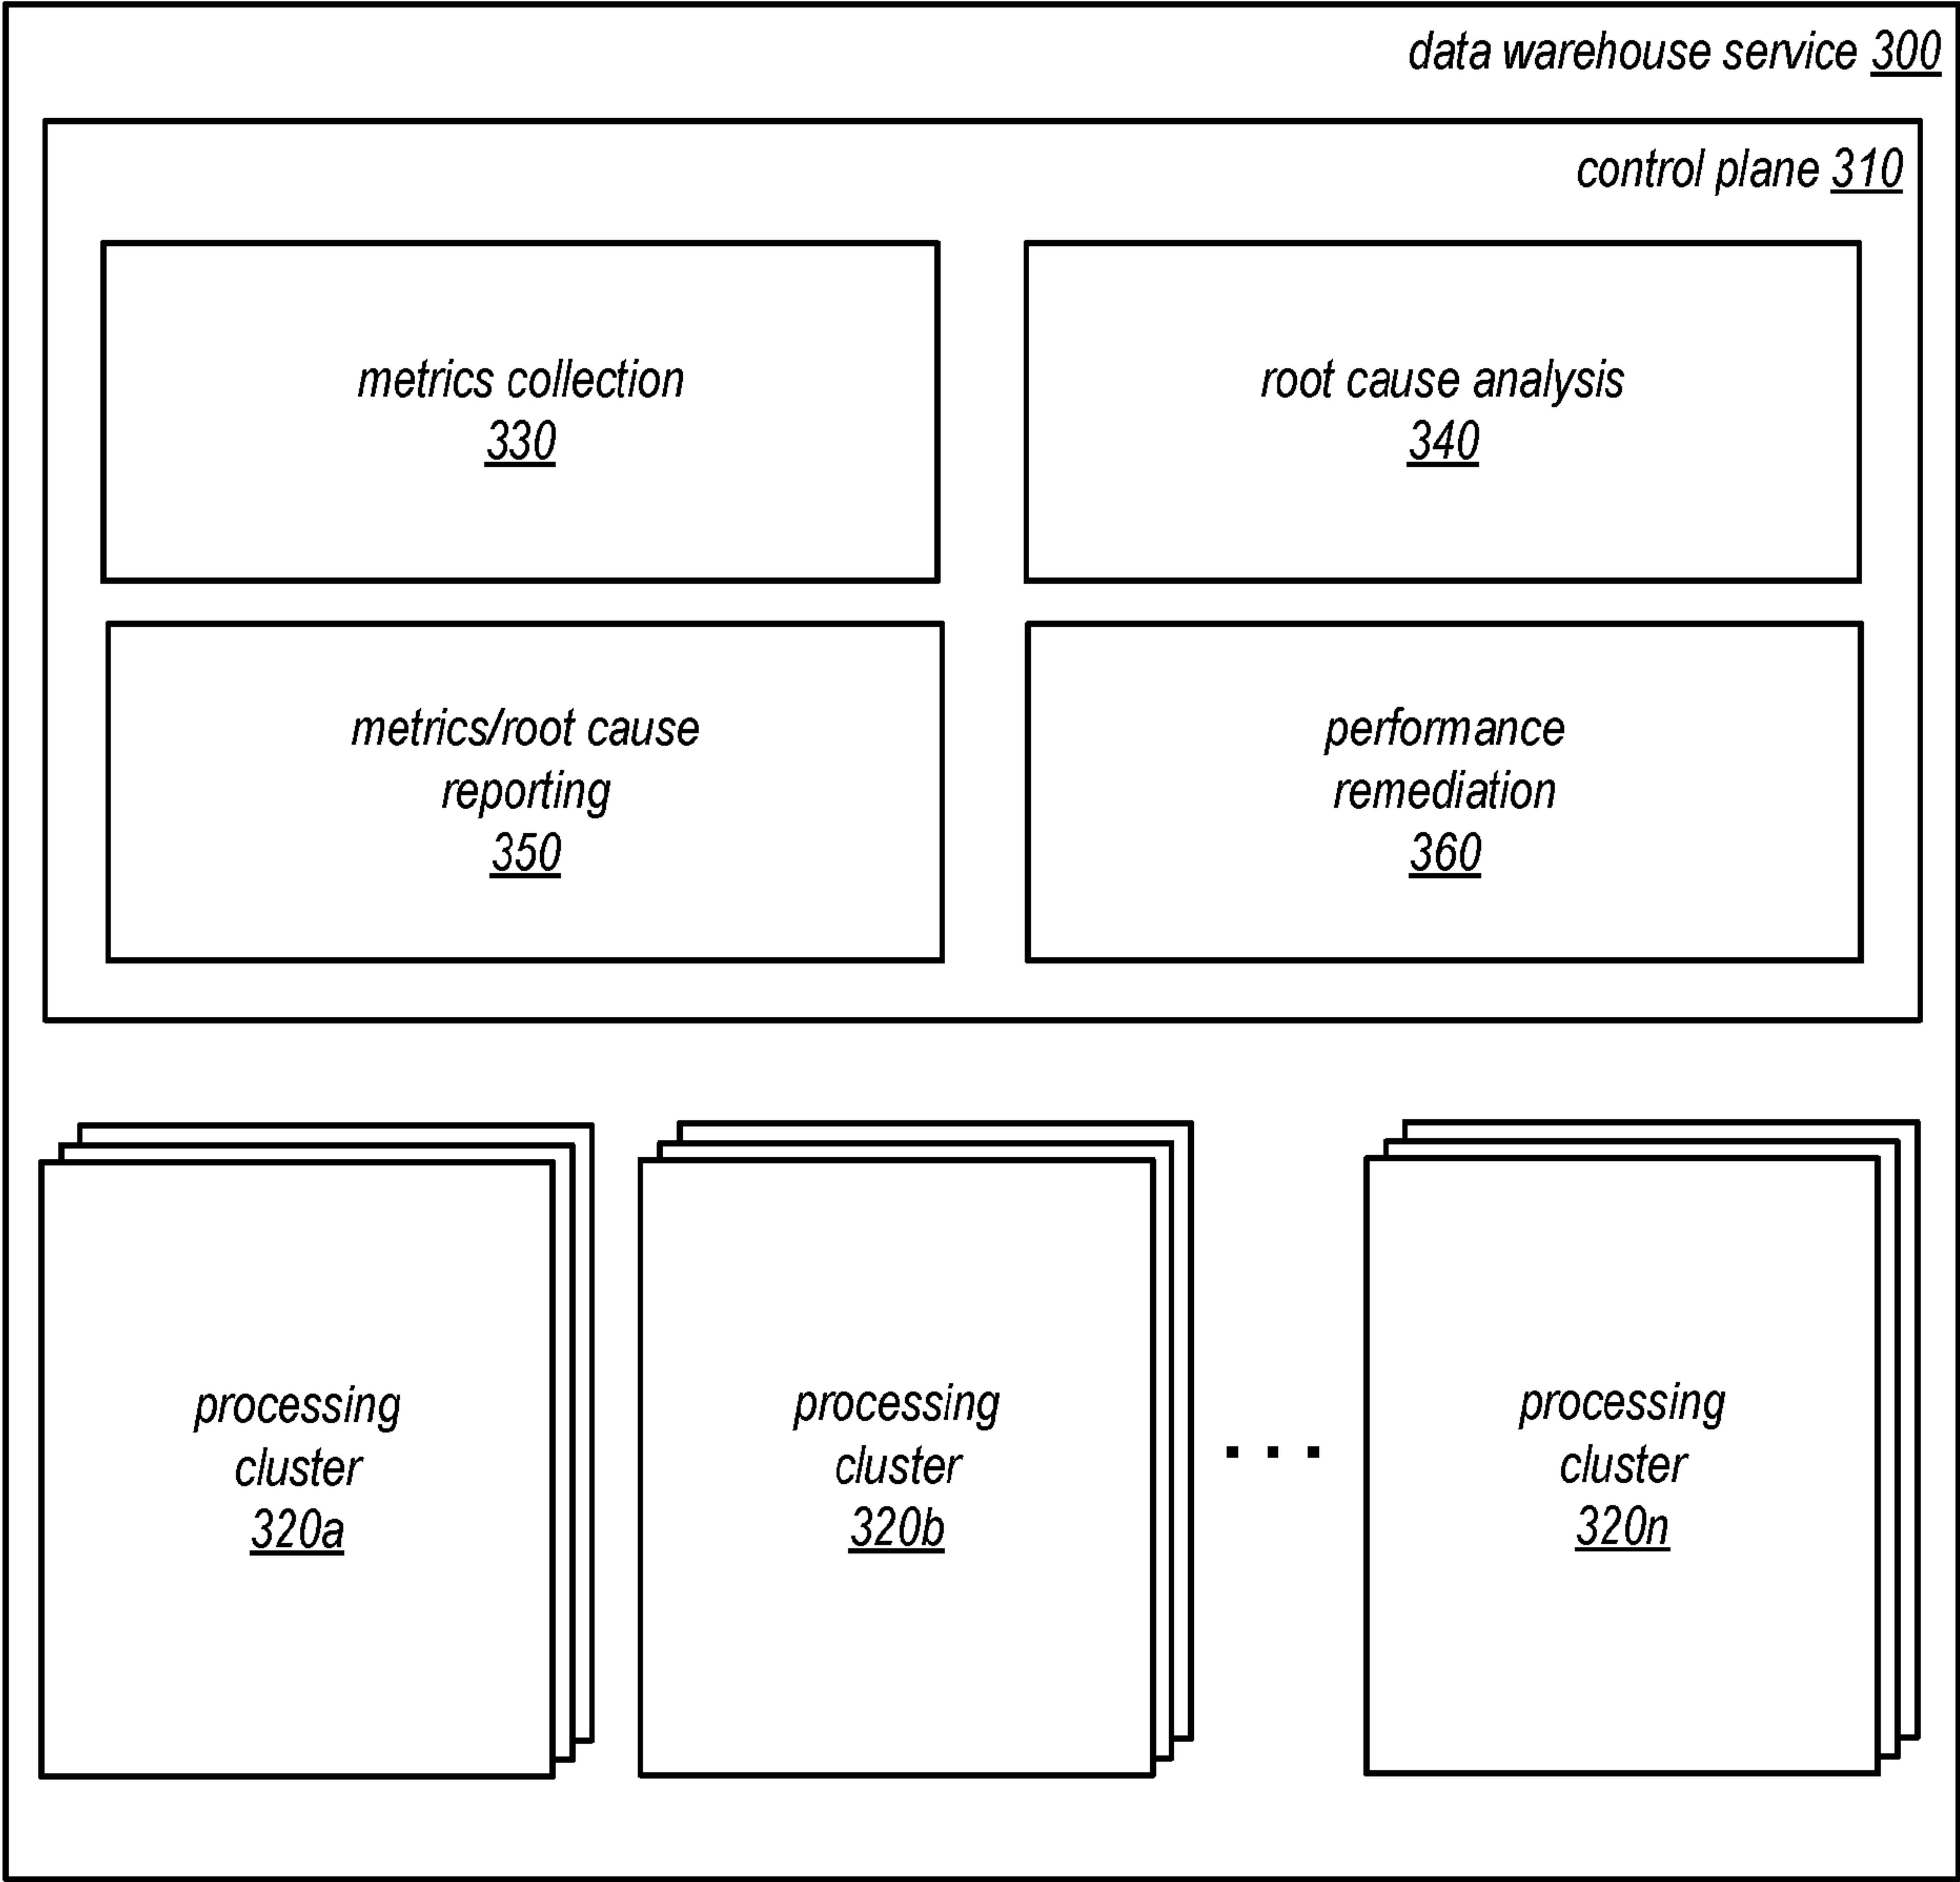 data warehouse service 300
control plane 310
metrics collection
330
root cause analysis
340
metrics/root cause
reporting
350
performance
remediation
360
processing
cluster
320a
processing
cluster
320b
. . .
processing
cluster
320n